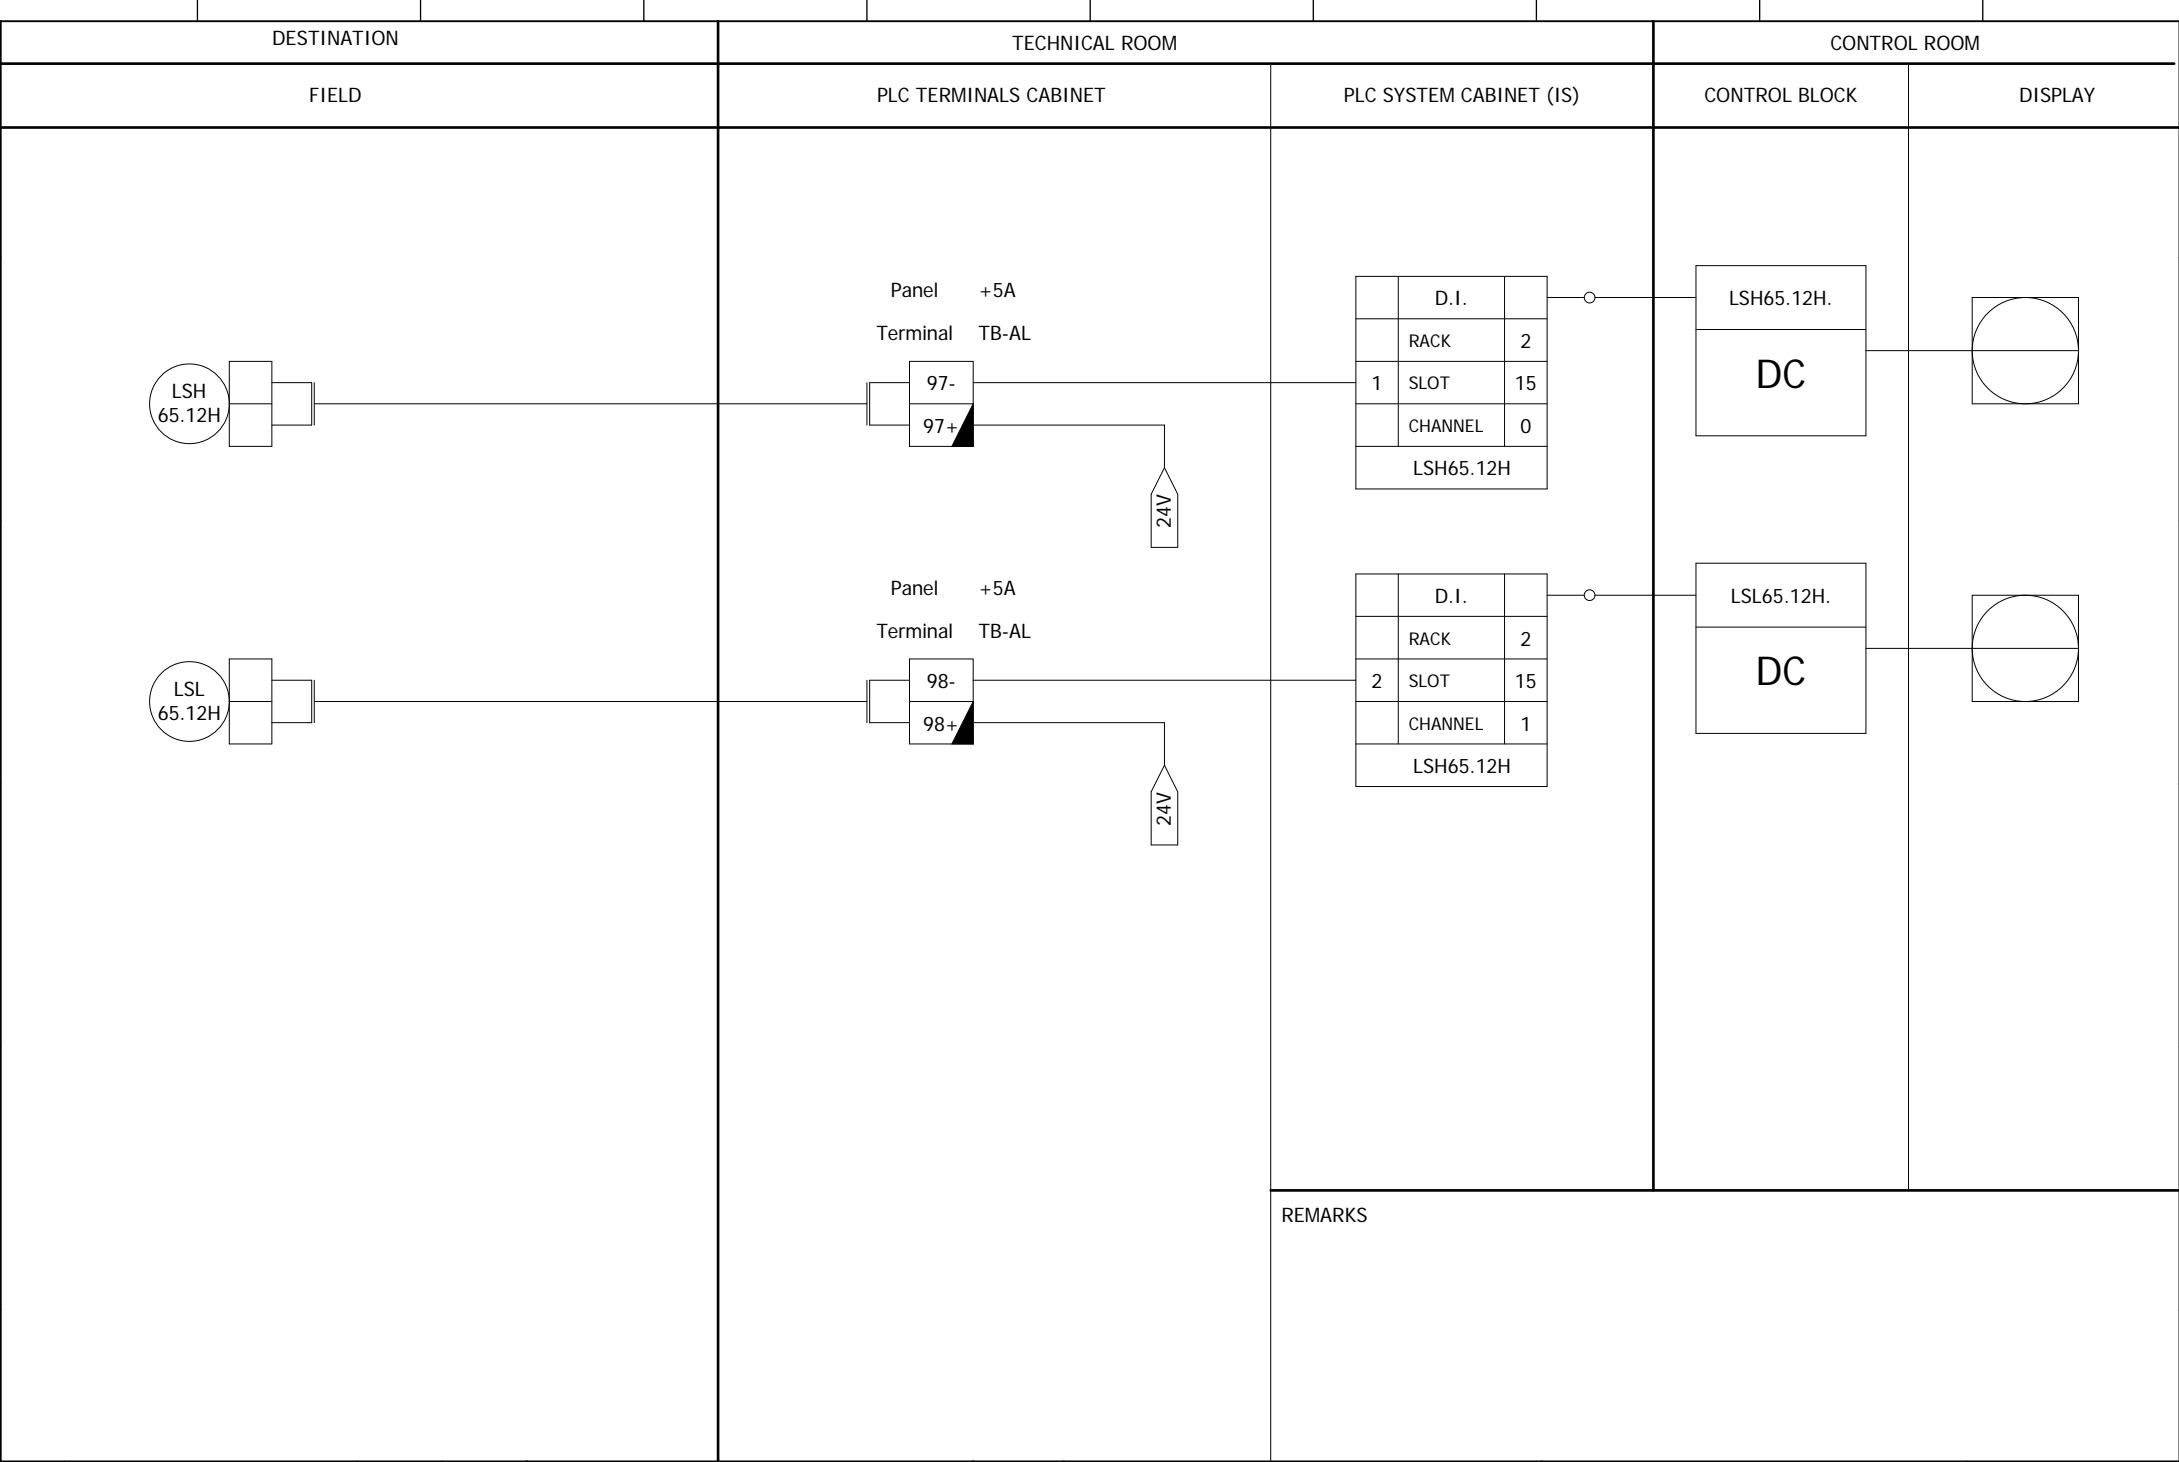 DESTINATION
TECHNICAL ROOM
CONTROL ROOM
FIELD
PLC TERMINALS CABINET
PLC SYSTEM CABINET (IS)
CONTROL BLOCK
DISPLAY
LSH
65.12H
Panel +5A
Terminal TB-AL
97-
97+
24V
D.I.
RACK 2
1 SLOT 15
CHANNEL 0
LSH65.12H
LSH65.12H.
DC
LSL
65.12H
Panel +5A
Terminal TB-AL
98-
98+
24V
D.I.
RACK 2
2 SLOT 15
CHANNEL 1
LSH65.12H
LSL65.12H.
DC
REMARKS